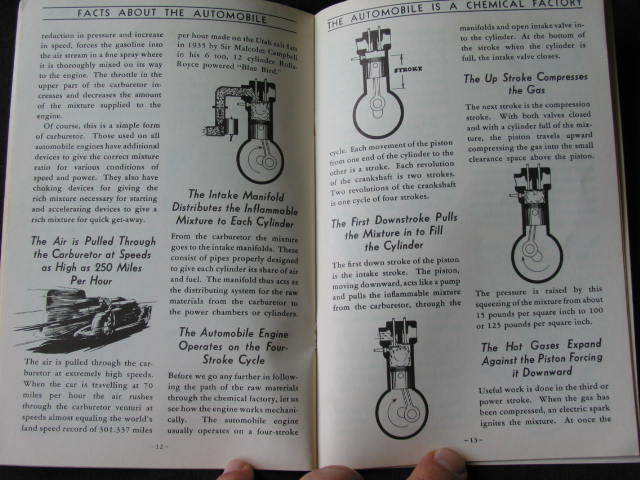 FACTS ABOUT THE AUTOMOBILE
reduction in pressure and increase
in speed, forces the gasoline into
the air stream in a fine spray where
it is thoroughly mixed on its way
to the engine. The throttle in the
upper part of the carburetor in-
creases and decreases the amount
of the mixture supplied to the
engine.
Of course, this is a simple form
of carburetor. Those used on all
automobile engines have additional
devices to give the correct mixture
ratio for various conditions of
speed and power. They also have
choking devices for giving the
rich mixture necessary for starting
and accelerating devices to give a
rich mixture for quick get-away.
The Air is Pulled Through
the Carburetor at Speeds
as High as 250 Miles
Per Hour
The air is pulled through the car-
buretor at extremely high speeds.
When the car is travelling at 70
miles per hour the air rushes
through the carburetor venturi at
speeds almost equaling the world's
land speed record of 301.337 miles
per hour made on the Utah salt flats
in 1935 by Sir Malcolm Campbell
in his 6 ton, 12 cylinder Rolls-
Royce powered "Blue Bird."
The Intake Manifold
Distributes the Inflammable
Mixture to Each Cylinder
From the carburetor the mixture
goes to the intake manifolds. These
consist of pipes properly designed
to give each cylinder its share of air
and fuel. The manifold thus acts as
the distributing system for the raw
materials from the carburetor to
the power chambers or cylinders.
The Automobile Engine
Operates on the Four-
Stroke Cycle
Before we go any further in follow-
ing the path of the raw materials
through the chemical factory, let us
see how the engine works mechani-
cally. The automobile engine
usually operates on a four-stroke
12
THE AUTOMOBILE IS A CHEMICAL FACTORY
STROKE
cycle. Each movement of the piston
from one end of the cylinder to the
other is a stroke. Each revolution
of the crankshaft is two strokes.
Two revolutions of the crankshaft
is one cycle of four strokes.
The First Downstroke Pulls
the Mixture in to Fill
the Cylinder
The first down stroke of the piston
is the intake stroke. The piston,
moving downward, acts like a pump
and pulls the inflammable mixture
from the carburetor, through the
manifolds and open intake valve in-
to the cylinder. At the bottom of
the stroke when the cylinder is
full, the intake valve closes.
The Up Stroke Compresses
the Gas
The next stroke is the compression
stroke. With both valves closed
and with a cylinder full of the mix-
ture, the piston travels upward
compressing the gas into the small
clearance space above the piston.
The pressure is raised by this
squeezing of the mixture from about
15 pounds per square inch to 100
or 125 pounds per square inch.
The Hot Gases Expand
Against the Piston Forcing
it Downward
Useful work is done in the third or
power stroke. When the gas has
been compressed, an electric spark
ignites the mixture. At once the
-13-